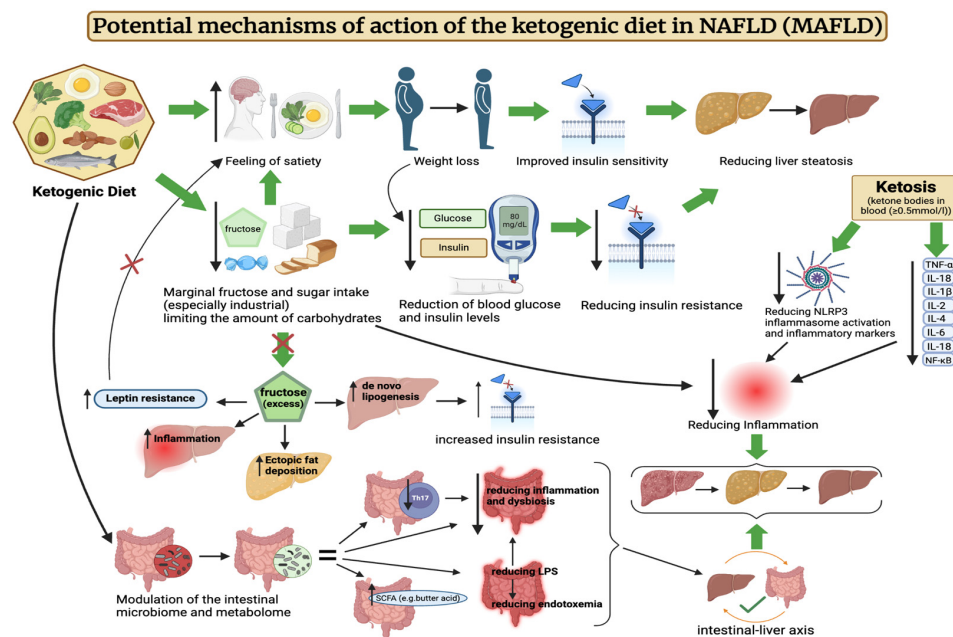 Potential mechanisms of action of the ketogenic diet in NAFLD (MAFLD)
Ketogenic Diet
Feeling of satiety
Weight loss
Improved insulin sensitivity
Reducing liver steatosis
Ketosis
(ketone bodies in
blood (≥0.5mmol/l))
fructose
Marginal fructose and sugar intake
(especially industrial)
limiting the amount of carbohydrates
Glucose
Insulin
80
mg/dL
Reduction of blood glucose
and insulin levels
Reducing insulin resistance
Reducing NLRP3
inflammasome activation
and inflammatory markers
TNF-α
IL-18
IL-1β
IL-2
IL-4
IL-6
IL-18
NF-κB
Leptin resistance
fructose
(excess)
de novo
lipogenesis
increased insulin resistance
Inflammation
Ectopic fat
deposition
Reducing Inflammation
Th17
reducing inflammation
and dysbiosis
=
SCFA (e.g.butter acid)
reducing LPS
reducing endotoxemia
Modulation of the intestinal
microbiome and metabolome
intestinal-liver axis